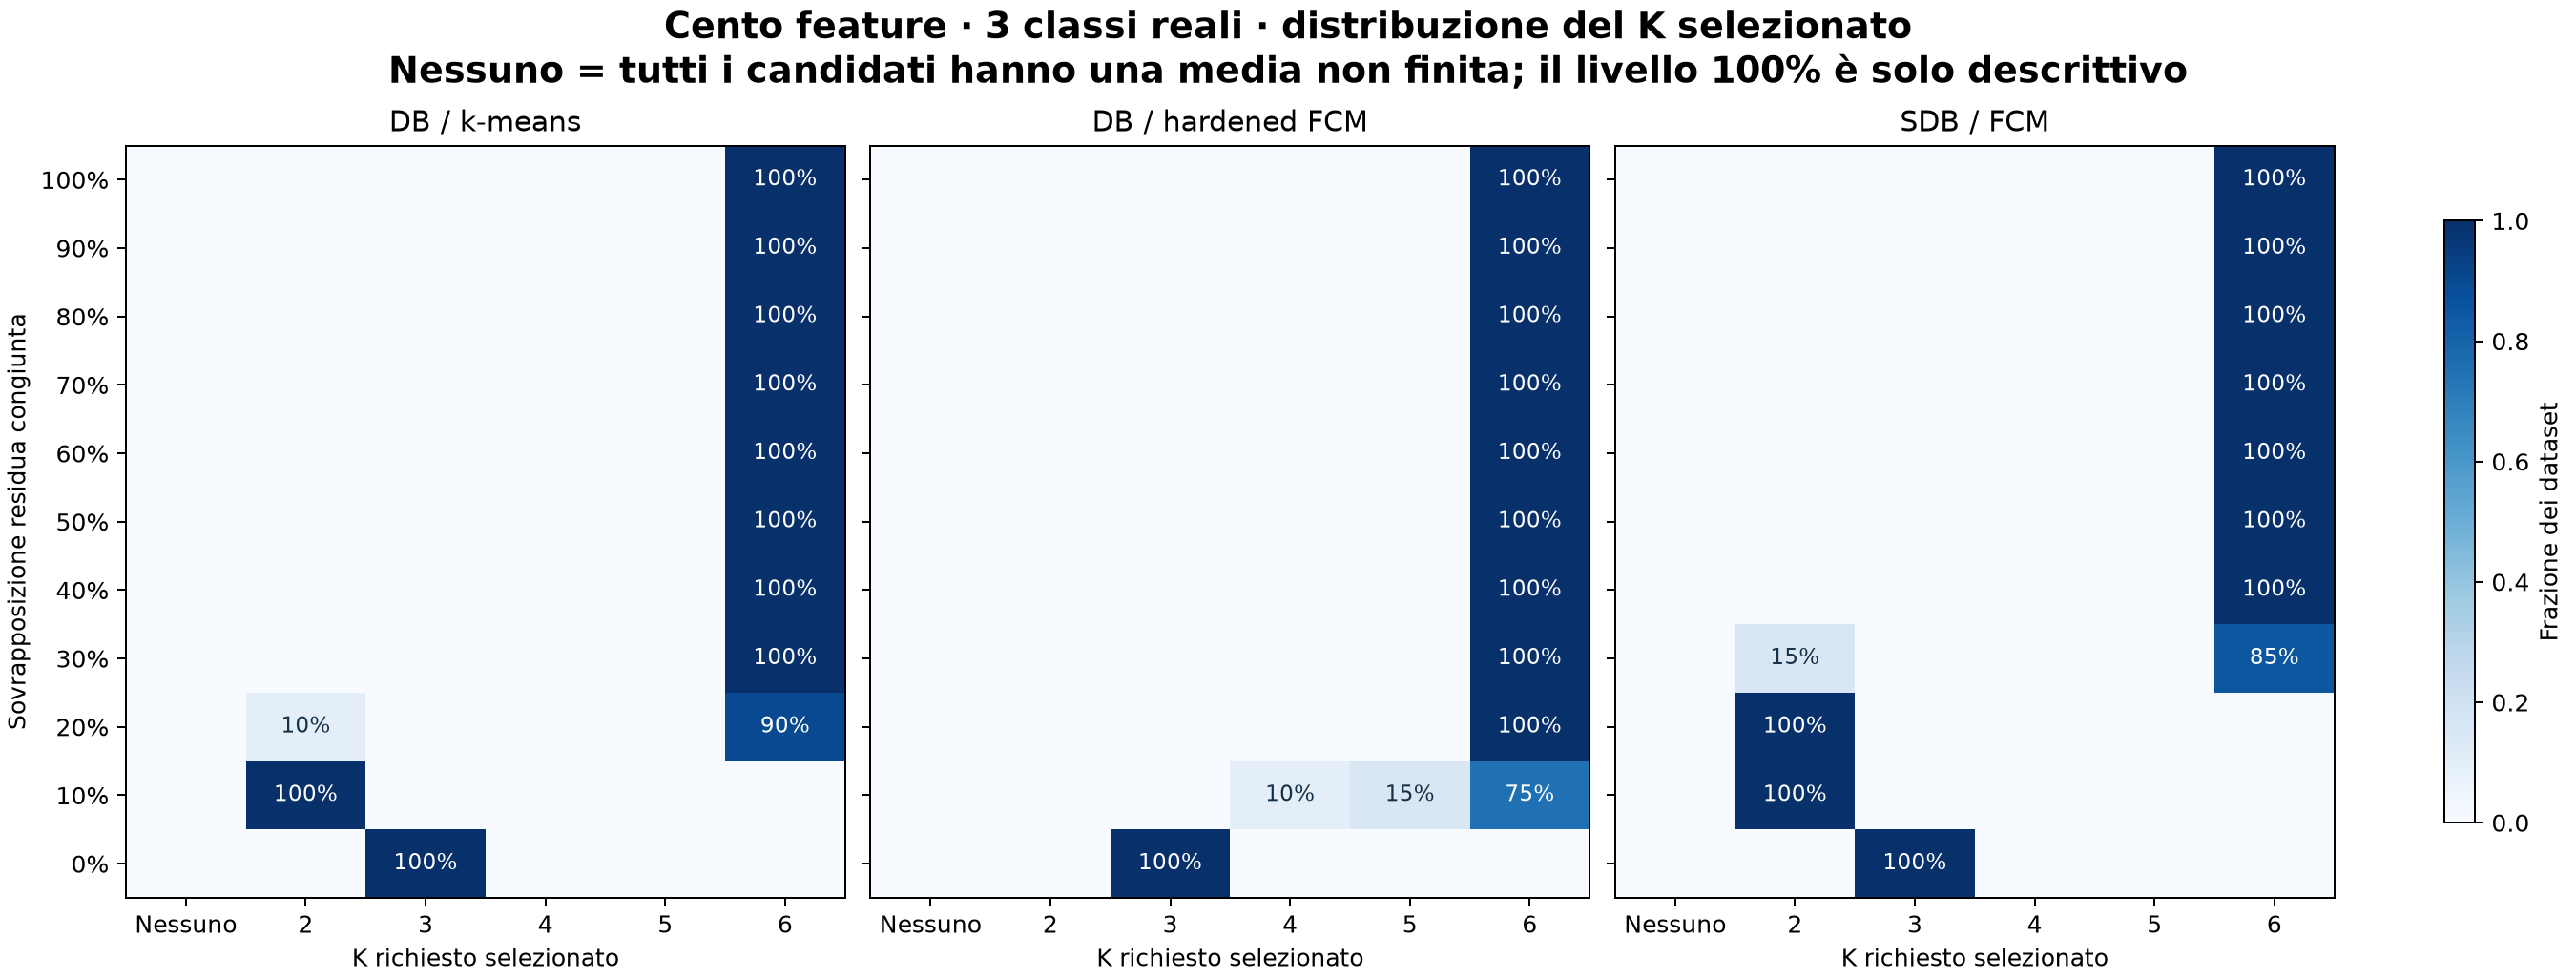 Cento feature · 3 classi reali · distribuzione del K selezionato
Nessuno = tutti i candidati hanno una media non finita; il livello 100% è solo descrittivo
DB / k-means
DB / hardened FCM
SDB / FCM
Sovrapposizione residua congiunta
100% 100% 100% 100%
90% 100% 100% 100%
80% 100% 100% 100%
70% 100% 100% 100%
60% 100% 100% 100%
50% 100% 100% 100%
40% 100% 100% 100%
30% 100% 100% 15% 85%
20% 10% 90% 100% 100%
10% 100% 10% 15% 75% 100%
0% 100% 100% 100%
Nessuno 2 3 4 5 6
Nessuno 2 3 4 5 6
Nessuno 2 3 4 5 6
K richiesto selezionato
K richiesto selezionato
K richiesto selezionato
1.0
0.8
0.6
0.4
0.2
0.0
Frazione dei dataset